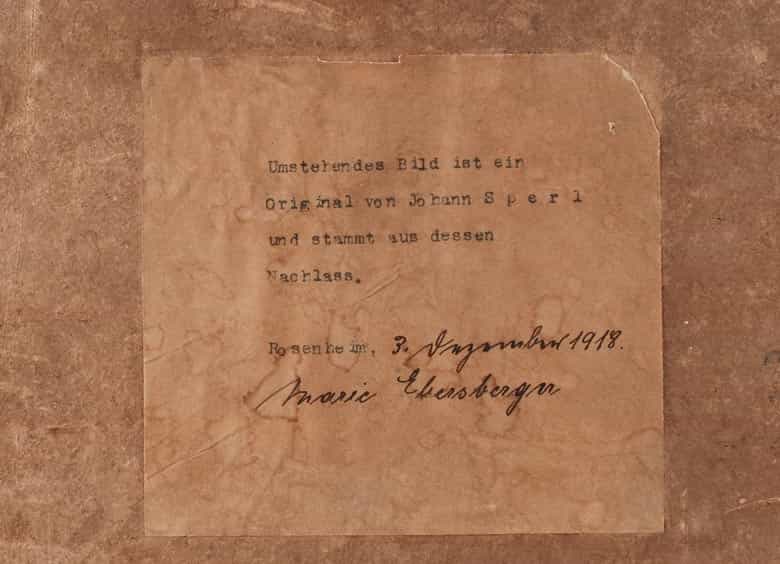 Umstehendes Bild ist ein
Original von Johann S p e r l
und stammt aus dessen
Nachlass.
Rosenheim, 3. Dezember 1918.
Marie Ebersberger